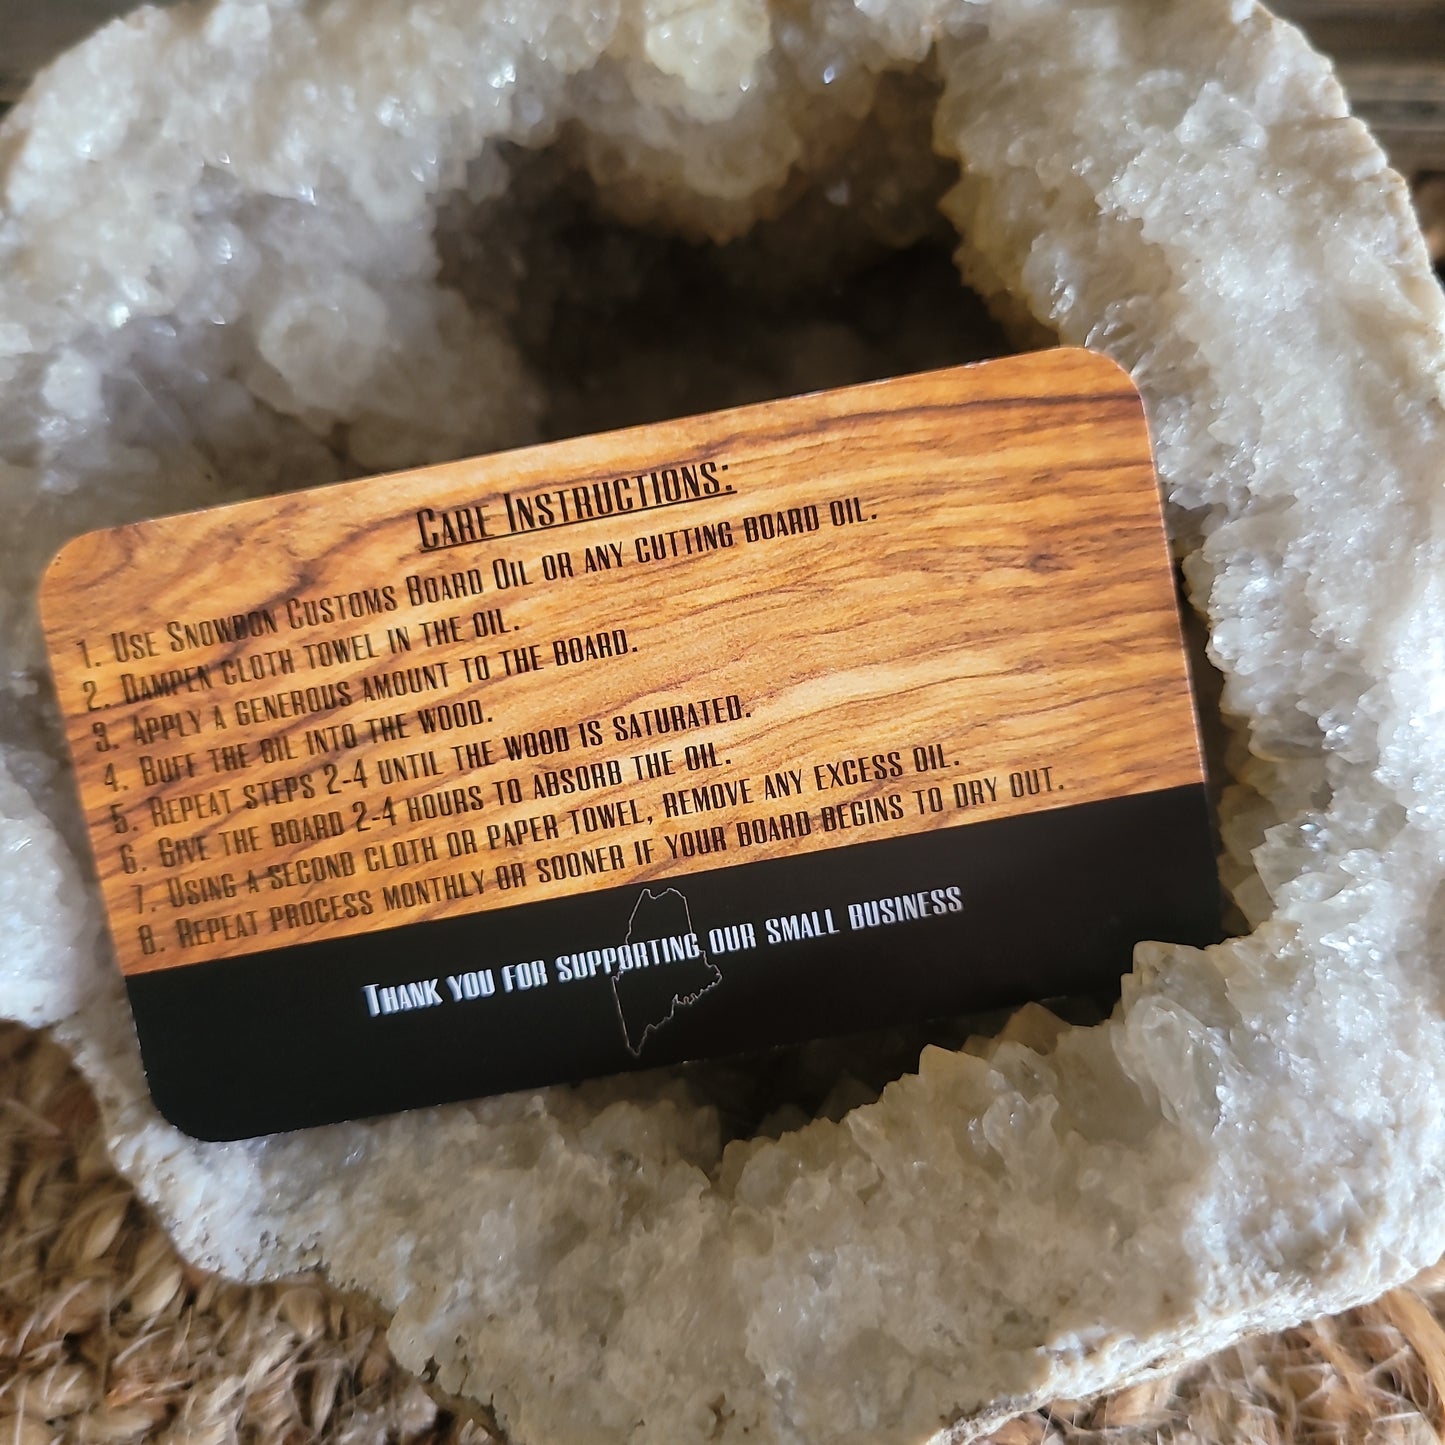 Care Instructions:
1. Use Snowdon Customs Board Oil or any cutting board oil.
2. Dampen cloth towel in the oil.
3. Apply a generous amount to the board.
4. Buff the oil into the wood.
5. Repeat steps 2-4 until the wood is saturated.
6. Give the board 2-4 hours to absorb the oil.
7. Using a second cloth or paper towel, remove any excess oil.
8. Repeat process monthly or sooner if your board begins to dry out.
Thank you for supporting our small business